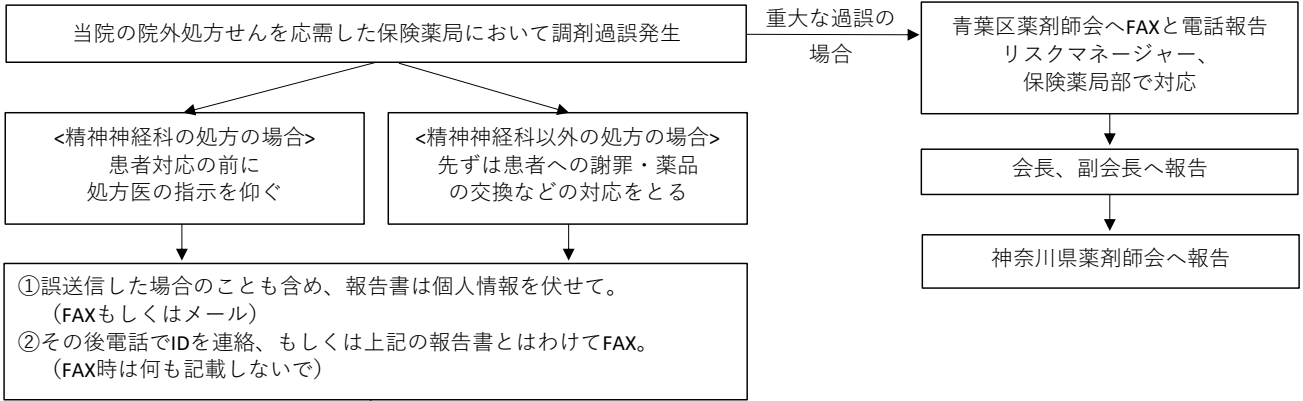 当院の院外処方せんを応需した保険薬局において調剤過誤発生
重大な過誤の
場合
青葉区薬剤師会へFAXと電話報告
リスクマネージャー、
保険薬局部で対応
<精神神経科の処方の場合>
患者対応の前に
処方医の指示を仰ぐ
<精神神経科以外の処方の場合>
先ずは患者への謝罪・薬品
の交換などの対応をとる
会長、副会長へ報告
神奈川県薬剤師会へ報告
①誤送信した場合のことも含め、報告書は個人情報を伏せて。
（FAXもしくはメール）
②その後電話でIDを連絡、もしくは上記の報告書とはわけてFAX。
（FAX時は何も記載しないで）